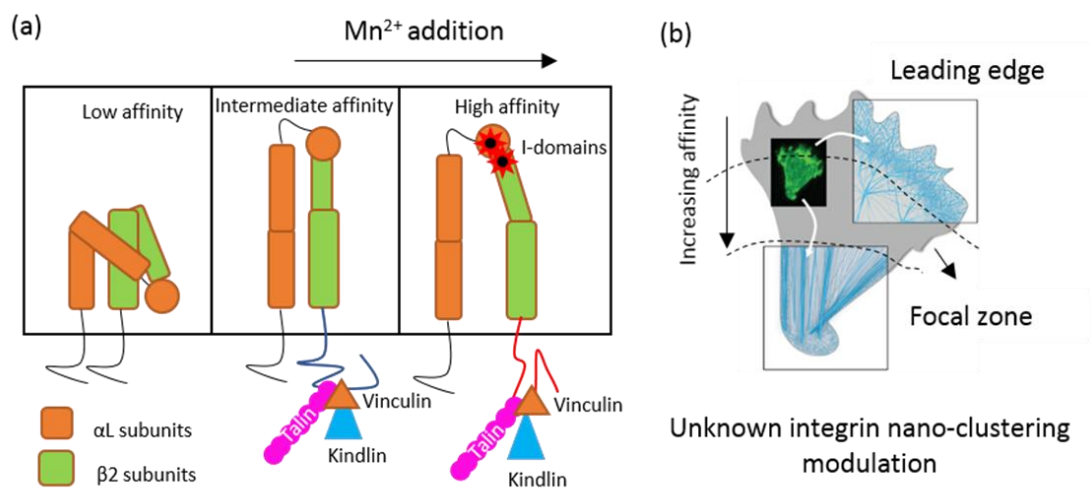 (a)
Mn²⁺ addition
Low affinity
Intermediate affinity
High affinity
I-domains
Talin
Vinculin
Kindlin
Talin
Vinculin
Kindlin
αL subunits
β2 subunits
(b)
Leading edge
Increasing affinity
Focal zone
Unknown integrin nano-clustering
modulation